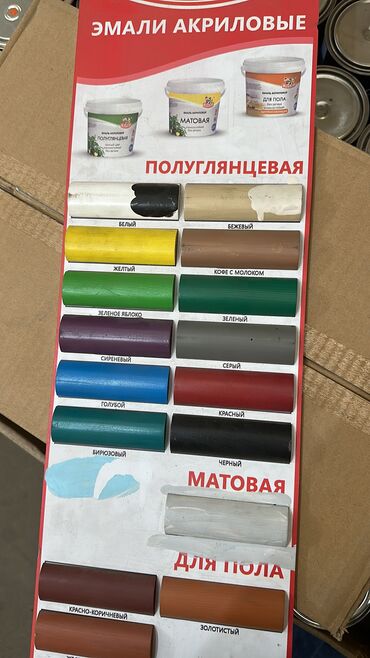 ЭМАЛИ АКРИЛОВЫЕ
ПОЛУГЛЯНЦЕВАЯ
МАТОВАЯ
ДЛЯ ПОЛА
ПОЛУГЛЯНЦЕВАЯ
БЕЛЫЙ
БЕЖЕВЫЙ
ЖЕЛТЫЙ
КОФЕ С МОЛОКОМ
ЗЕЛЕНОЕ ЯБЛОКО
ЗЕЛЕНЫЙ
СИРЕНЕВЫЙ
СЕРЫЙ
ГОЛУБОЙ
КРАСНЫЙ
БИРЮЗОВЫЙ
ЧЕРНЫЙ
МАТОВАЯ
ДЛЯ ПОЛА
КРАСНО-КОРИЧНЕВЫЙ
ЗОЛОТИСТЫЙ